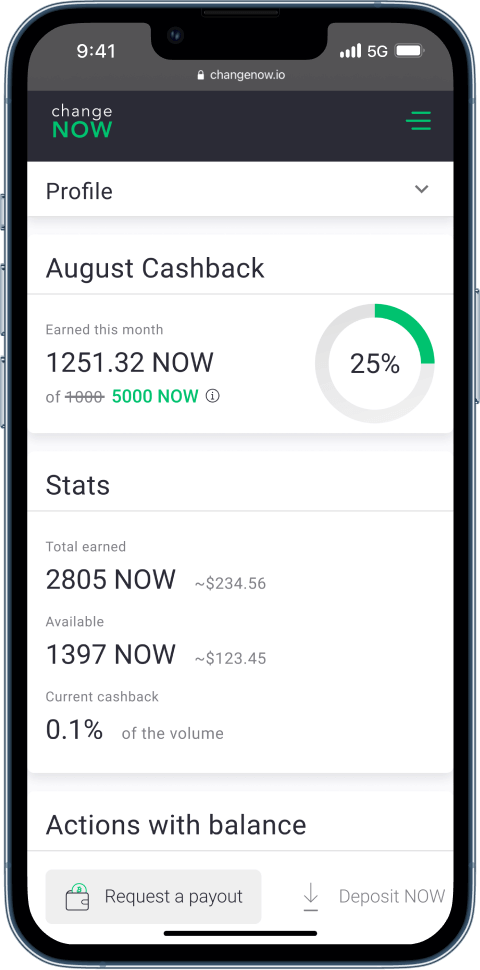 9:41
5G
changenow.io
change
NOW
Profile
August Cashback
Earned this month
1251.32 NOW
25%
of 1000 5000 NOW
Stats
Total earned
2805 NOW ~$234.56
Available
1397 NOW ~$123.45
Current cashback
0.1% of the volume
Actions with balance
Request a payout
Deposit NOW